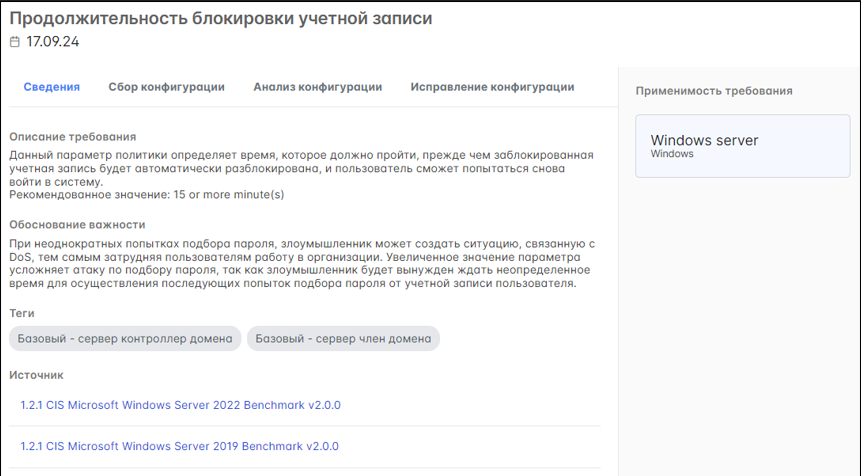 Продолжительность блокировки учетной записи
17.09.24
Сведения Сбор конфигурации Анализ конфигурации Исправление конфигурации
Применимость требования
Windows server
Windows
Описание требования
Данный параметр политики определяет время, которое должно пройти, прежде чем заблокированная
учетная запись будет автоматически разблокирована, и пользователь сможет попытаться снова
войти в систему.
Рекомендованное значение: 15 or more minute(s)
Обоснование важности
При неоднократных попытках подбора пароля, злоумышленник может создать ситуацию, связанную с
DoS, тем самым затрудняя пользователям работу в организации. Увеличенное значение параметра
усложняет атаку по подбору пароля, так как злоумышленник будет вынужден ждать неопределенное
время для осуществления последующих попыток подбора пароля от учетной записи пользователя.
Теги
Базовый - сервер контроллер домена Базовый - сервер член домена
Источник
1.2.1 CIS Microsoft Windows Server 2022 Benchmark v2.0.0
1.2.1 CIS Microsoft Windows Server 2019 Benchmark v2.0.0